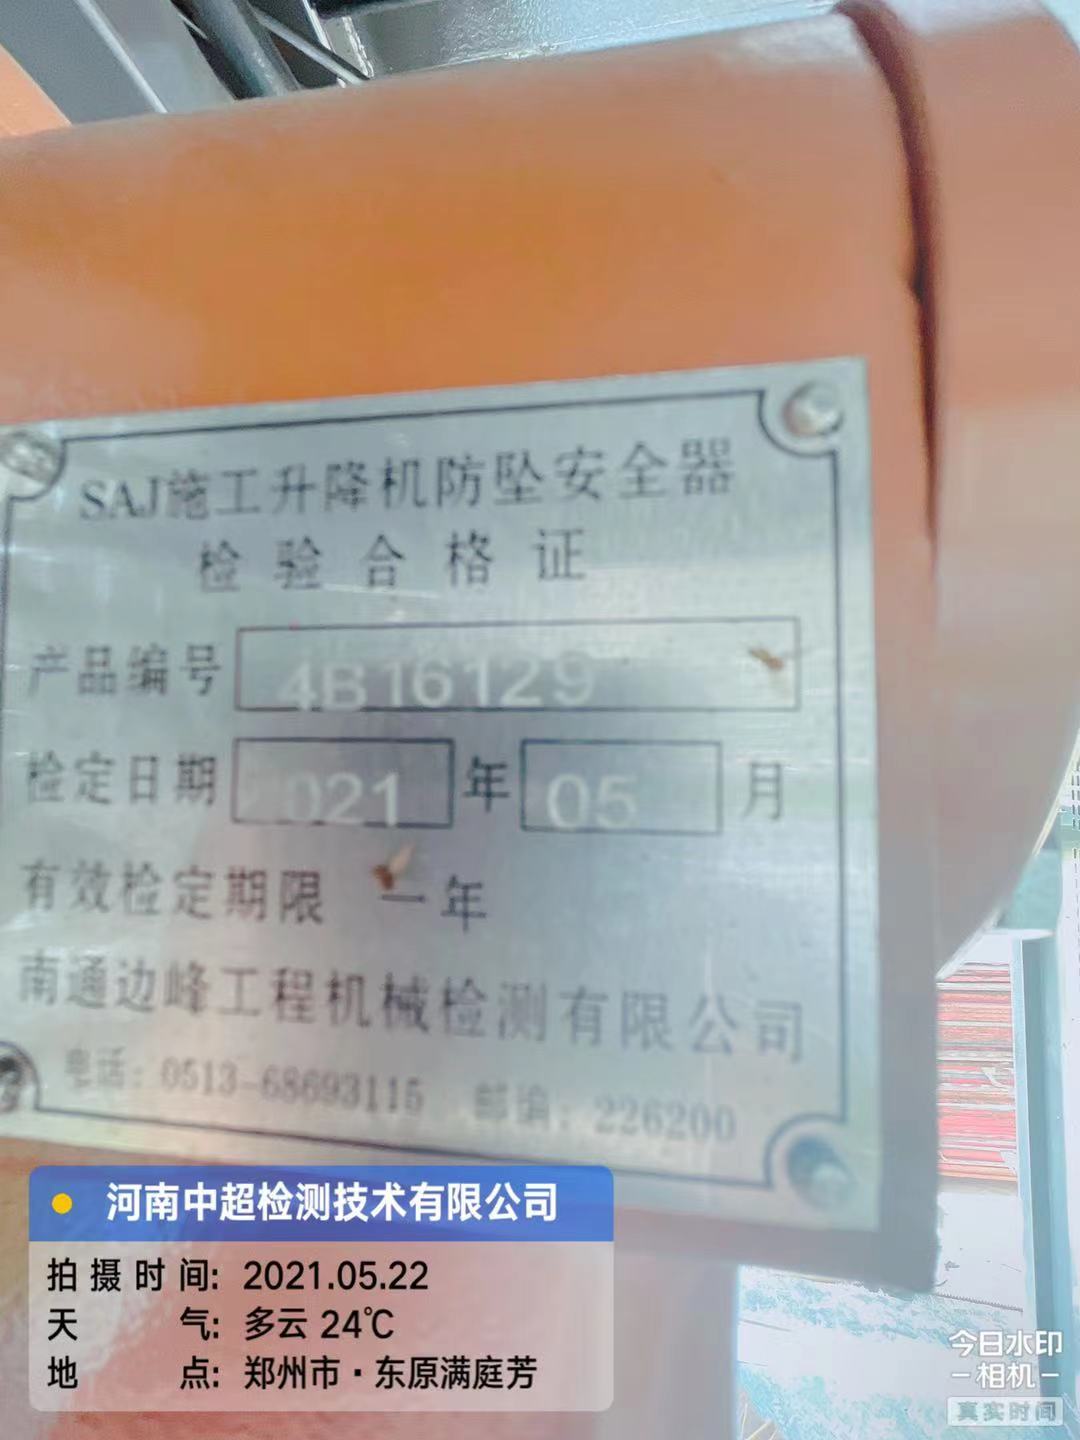 SAJ施工升降机防坠安全器
检验合格证
产品编号 4B16129
检定日期 021 年 05 月
有效检定期限 一年
南通边峰工程机械检测有限公司
电话：0513-68693115 邮编：226200
河南中超检测技术有限公司
拍摄时间: 2021.05.22
天气: 多云 24℃
地点: 郑州市·东原满庭芳
今日水印
-相机-
真实时间